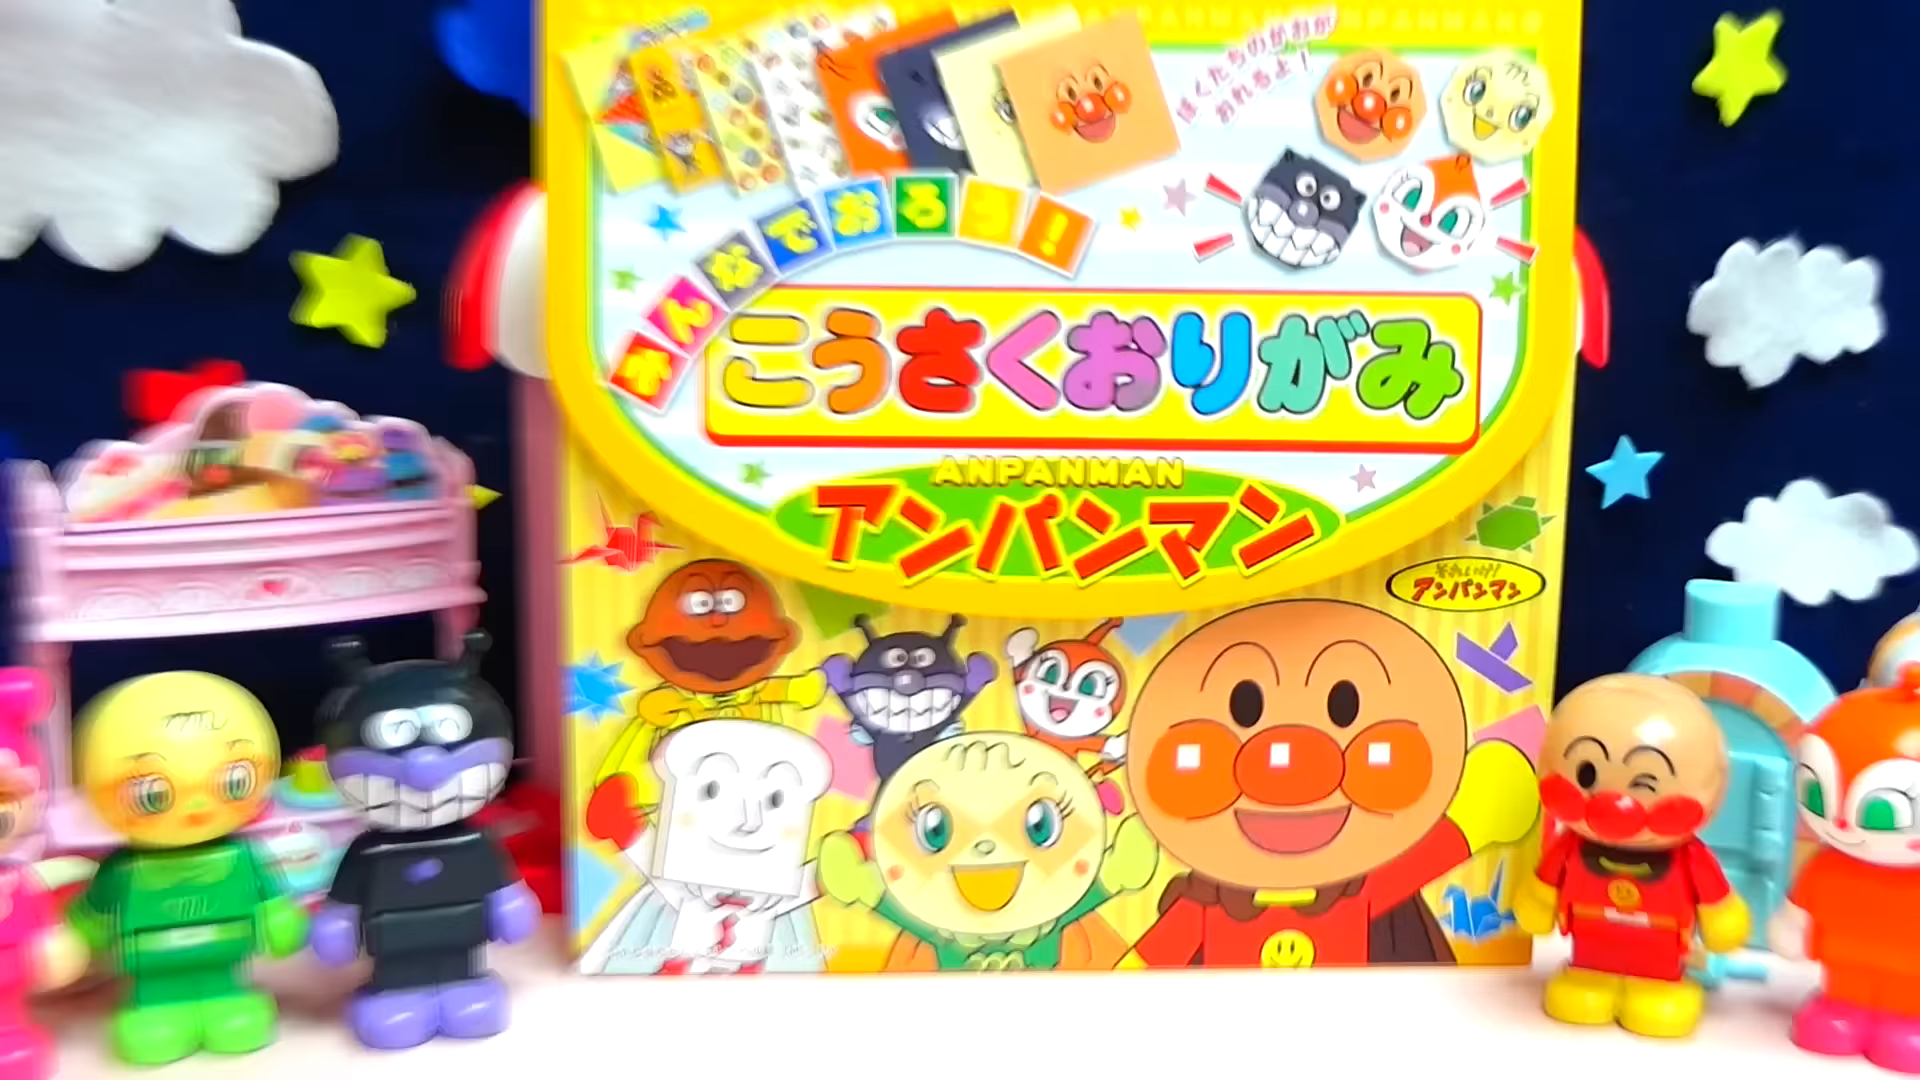 ぼくたちのかおが
おれるよ！
みんなでおろう！
こうさくおりがみ
ANPANMAN
アンパンマン
それいけ！
アンパンマン